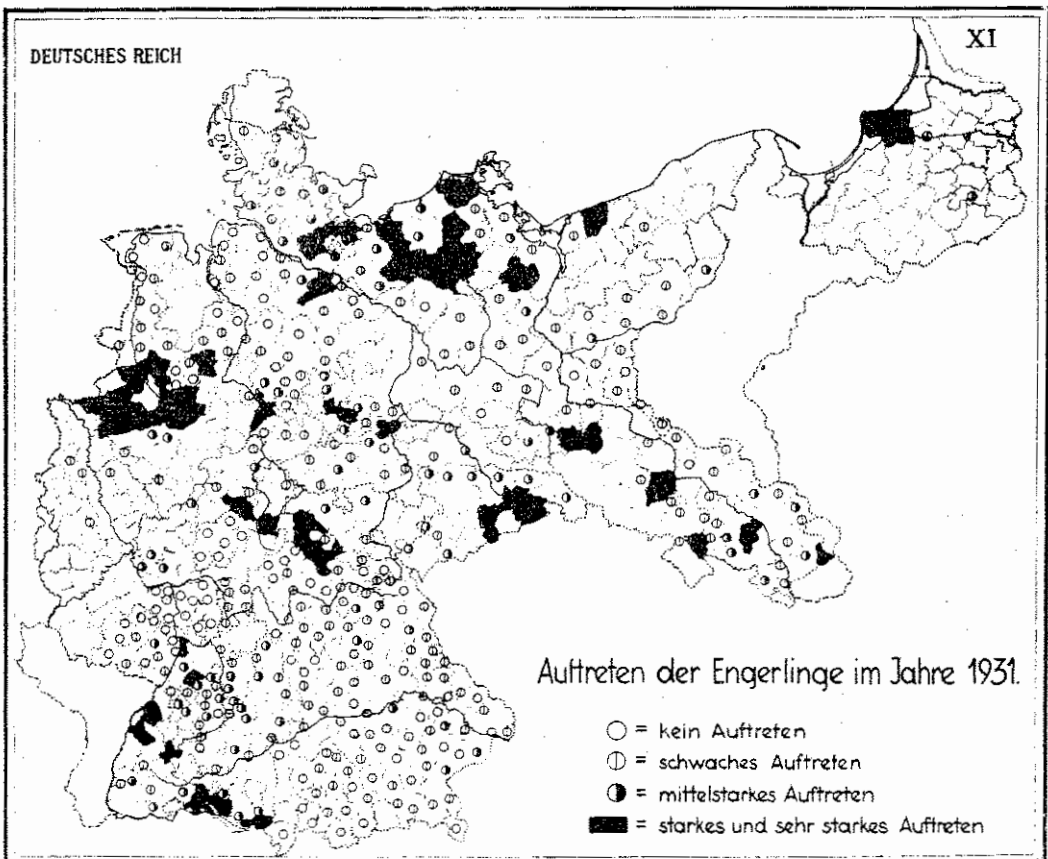 DEUTSCHES REICH
XI
Auftreten der Engerlinge im Jahre 1931.
= kein Auftreten
= schwaches Auftreten
= mittelstarkes Auftreten
= starkes und sehr starkes Auftreten